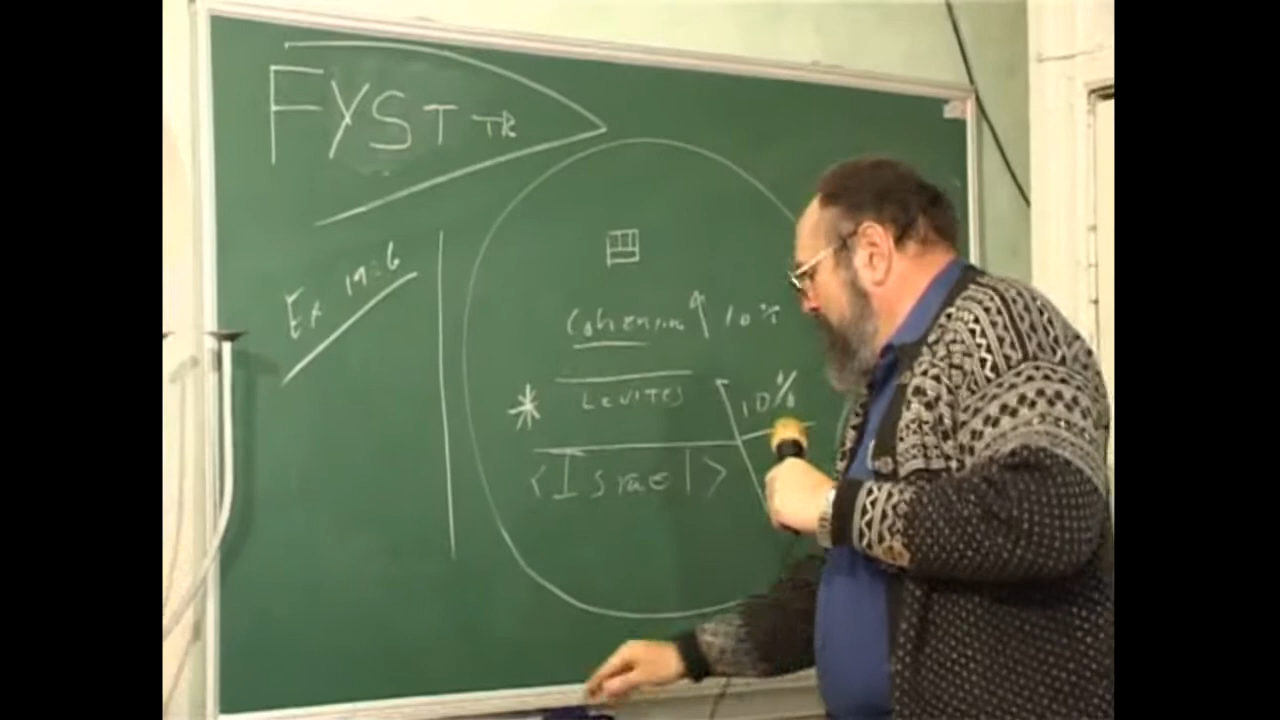 FYST TR
Ex 19:6
Cohenim 10%
Levites 10%
<Israel>